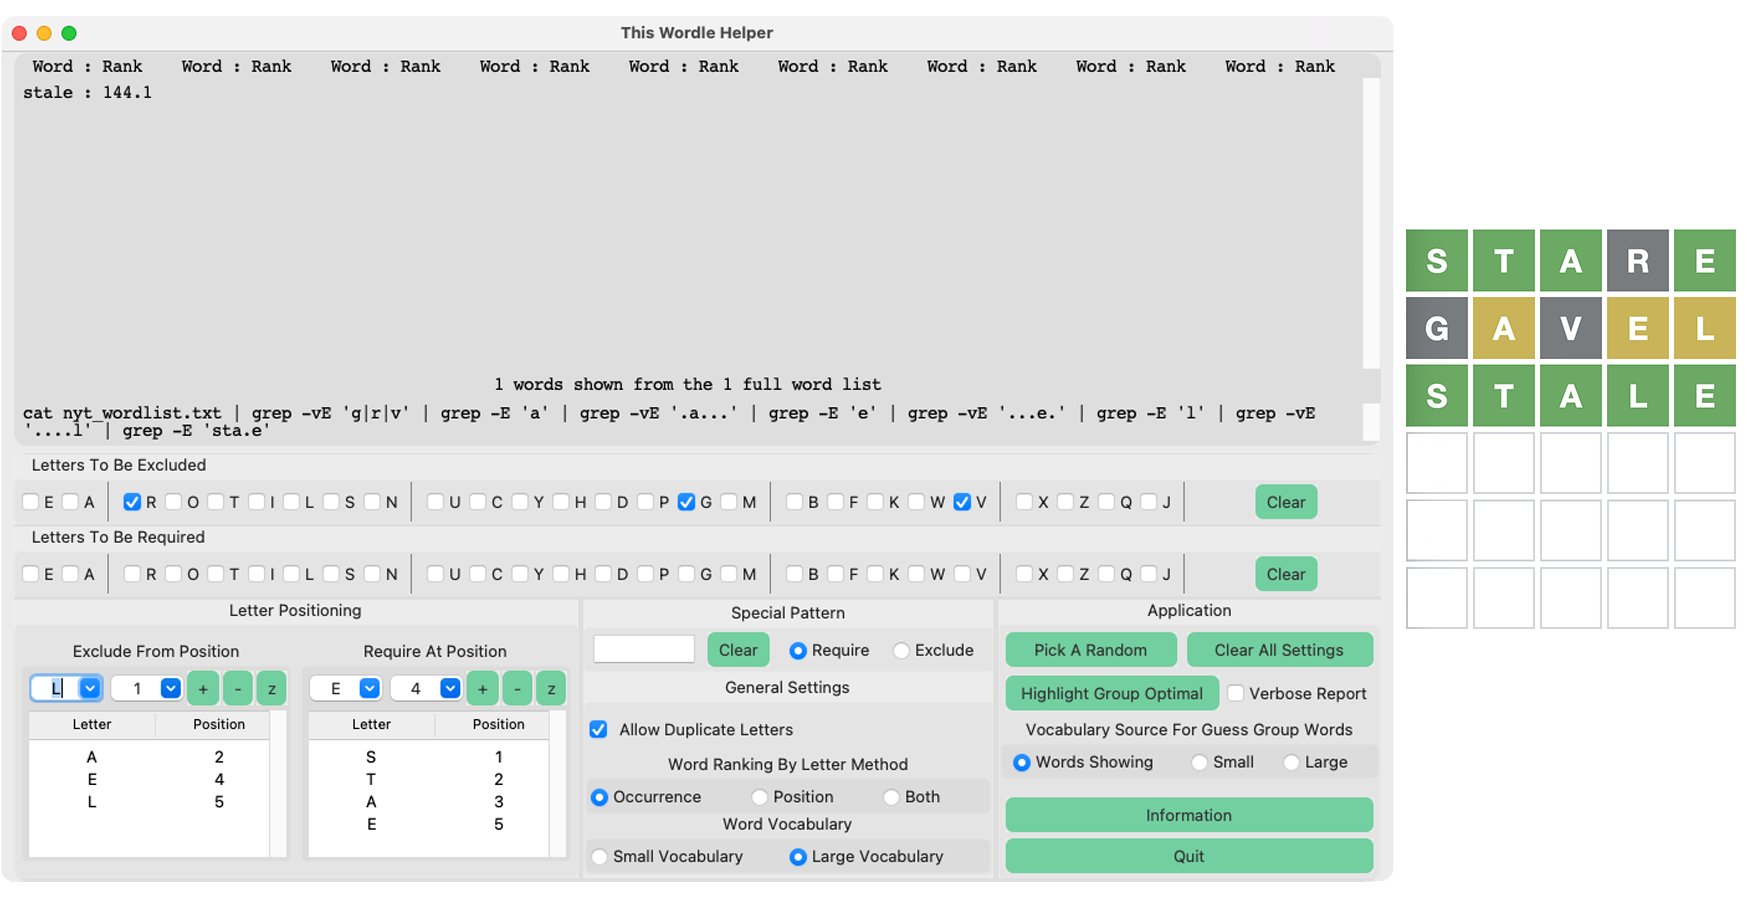 This Wordle Helper
Word : Rank Word : Rank Word : Rank Word : Rank Word : Rank Word : Rank Word : Rank Word : Rank Word : Rank
stale : 144.1
1 words shown from the 1 full word list
cat nyt_wordlist.txt | grep -vE 'g|r|v' | grep -E 'a' | grep -vE '.a...' | grep -E 'e' | grep -vE '...e.' | grep -E 'l' | grep -vE
'....l' | grep -E 'sta.e'
Letters To Be Excluded
E A R O T I L S N U C Y H D P G M B F K W V X Z Q J Clear
Letters To Be Required
E A R O T I L S N U C Y H D P G M B F K W V X Z Q J Clear
Letter Positioning
Exclude From Position
L 1 + - z
Letter Position
A 2
E 4
L 5
Require At Position
E 4 + - z
Letter Position
S 1
T 2
A 3
E 5
Special Pattern
Clear Require Exclude
General Settings
Allow Duplicate Letters
Word Ranking By Letter Method
Occurrence Position Both
Word Vocabulary
Small Vocabulary Large Vocabulary
Application
Pick A Random Clear All Settings
Highlight Group Optimal Verbose Report
Vocabulary Source For Guess Group Words
Words Showing Small Large
Information
Quit
S T A R E
G A V E L
S T A L E